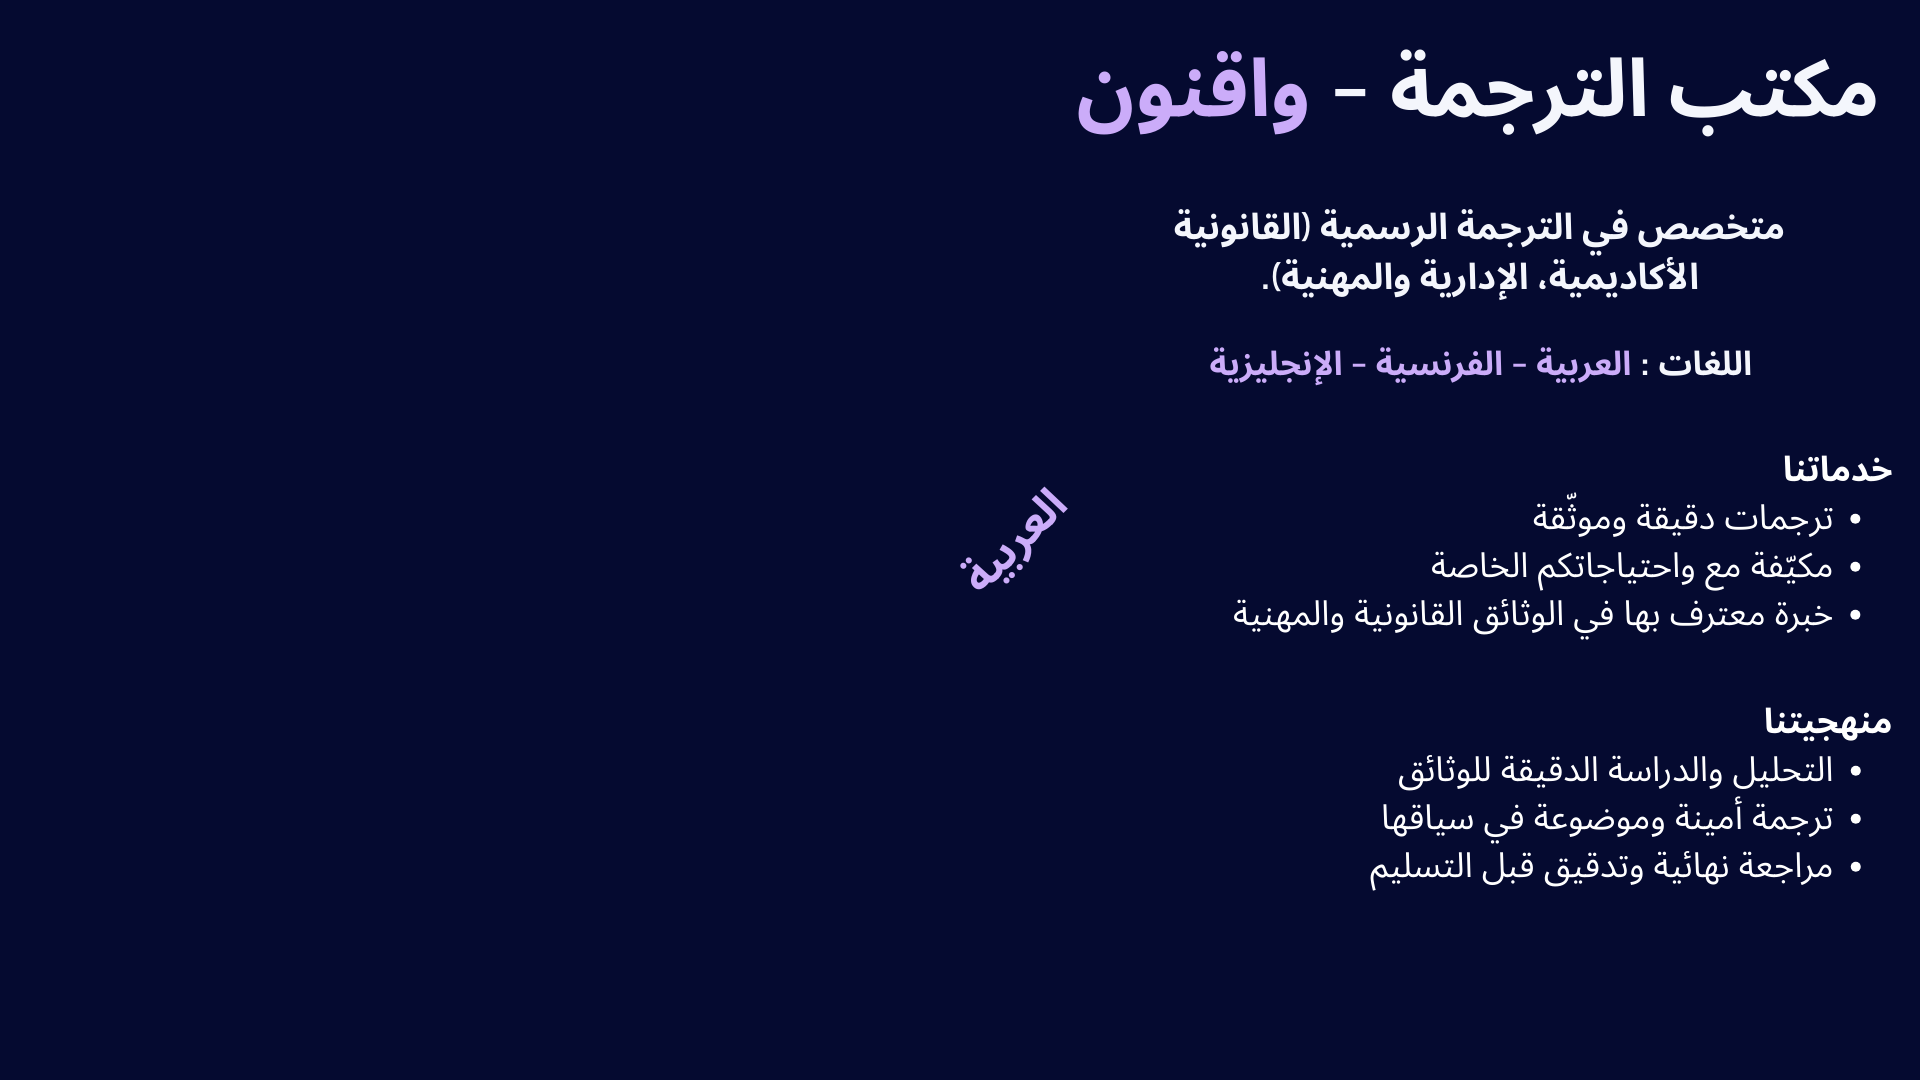 مكتب الترجمة – واقنون
متخصص في الترجمة الرسمية (القانونية
الأكاديمية، الإدارية والمهنية).
اللغات : العربية – الفرنسية – الإنجليزية
العربية
خدماتنا
• ترجمات دقيقة وموثّقة
• مكيّفة مع واحتياجاتكم الخاصة
• خبرة معترف بها في الوثائق القانونية والمهنية
منهجيتنا
• التحليل والدراسة الدقيقة للوثائق
• ترجمة أمينة وموضوعة في سياقها
• مراجعة نهائية وتدقيق قبل التسليم